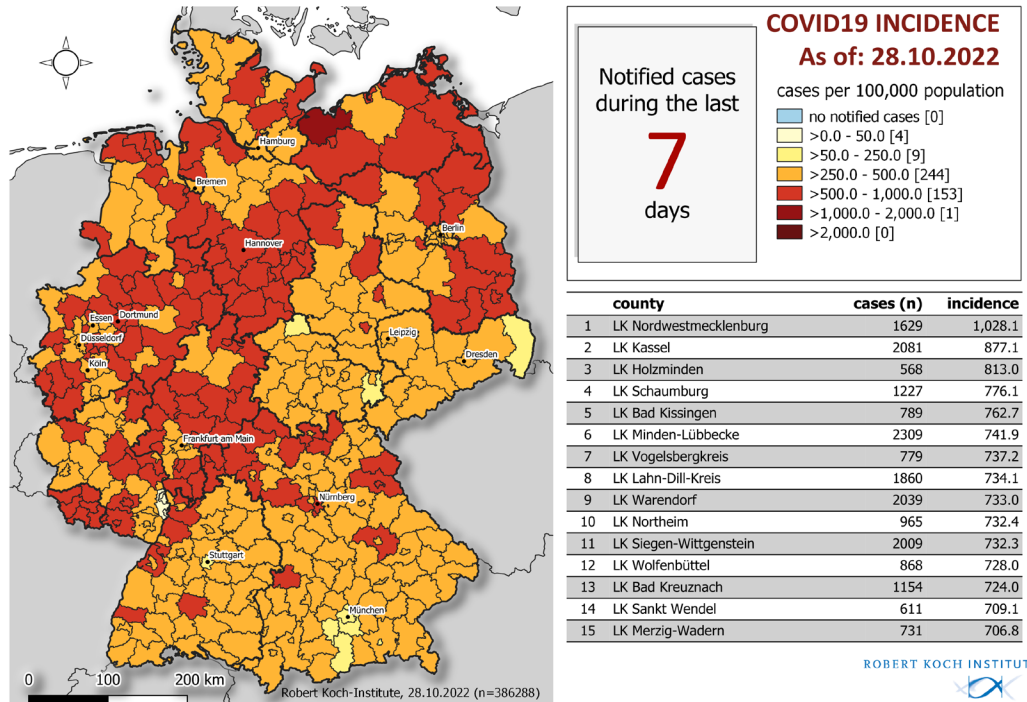 COVID19 INCIDENCE
As of: 28.10.2022
Notified cases
during the last
7
days
cases per 100,000 population
no notified cases [0]
>0.0 - 50.0 [4]
>50.0 - 250.0 [9]
>250.0 - 500.0 [244]
>500.0 - 1,000.0 [153]
>1,000.0 - 2,000.0 [1]
>2,000.0 [0]
Hamburg
Bremen
Berlin
Hannover
Essen
Dortmund
Düsseldorf
Leipzig
Dresden
Köln
Frankfurt am Main
Nürnberg
Stuttgart
München
0 100 200 km
Robert Koch-Institute, 28.10.2022 (n=386288)
county cases (n) incidence
1 LK Nordwestmecklenburg 1629 1,028.1
2 LK Kassel 2081 877.1
3 LK Holzminden 568 813.0
4 LK Schaumburg 1227 776.1
5 LK Bad Kissingen 789 762.7
6 LK Minden-Lübbecke 2309 741.9
7 LK Vogelsbergkreis 779 737.2
8 LK Lahn-Dill-Kreis 1860 734.1
9 LK Warendorf 2039 733.0
10 LK Northeim 965 732.4
11 LK Siegen-Wittgenstein 2009 732.3
12 LK Wolfenbüttel 868 728.0
13 LK Bad Kreuznach 1154 724.0
14 LK Sankt Wendel 611 709.1
15 LK Merzig-Wadern 731 706.8
ROBERT KOCH INSTITUT